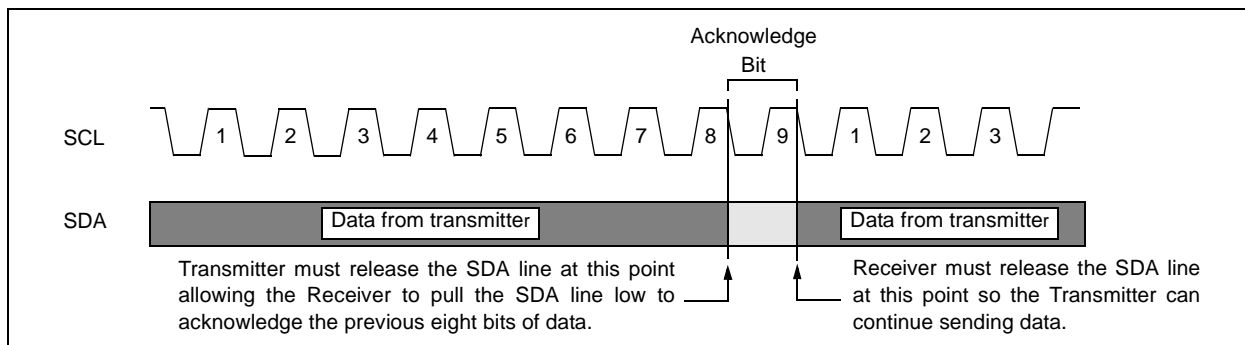 Acknowledge
Bit
SCL
1 2 3 4 5 6 7 8 9 1 2 3
SDA
Data from transmitter
Data from transmitter
Transmitter must release the SDA line at this point
allowing the Receiver to pull the SDA line low to
acknowledge the previous eight bits of data.
Receiver must release the SDA line
at this point so the Transmitter can
continue sending data.